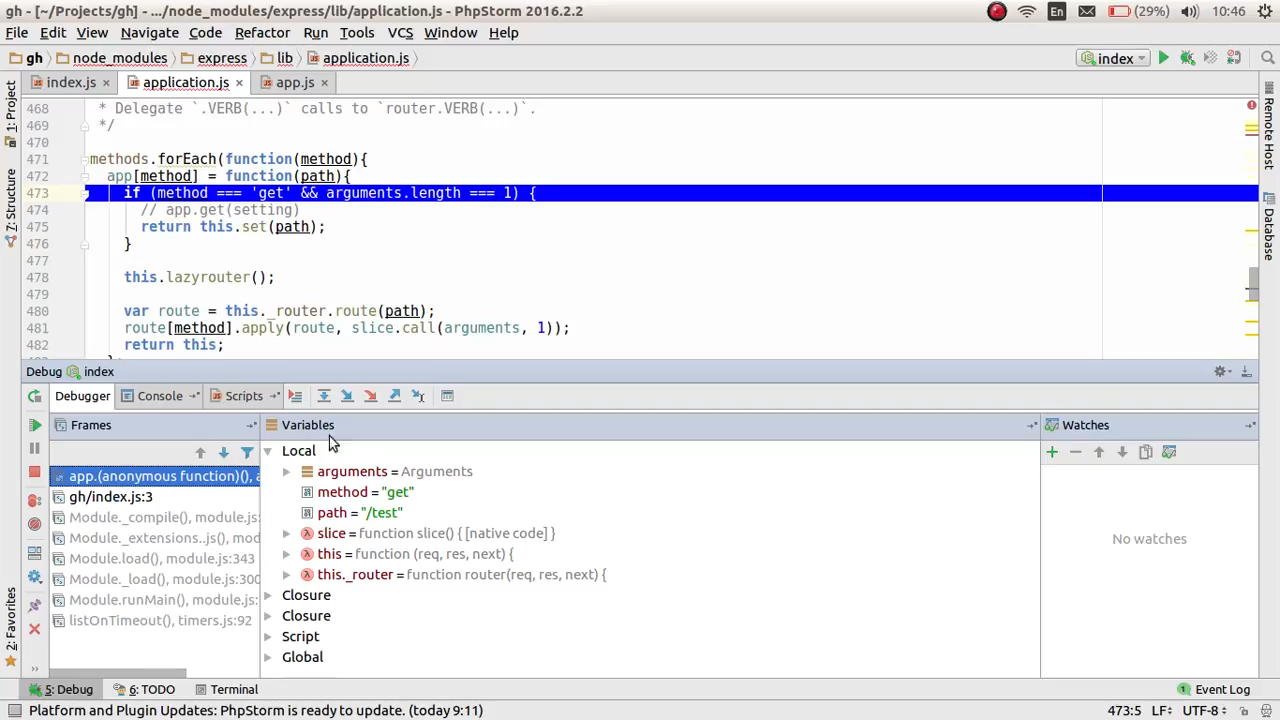 gh - [~/Projects/gh] - .../node_modules/express/lib/application.js - PhpStorm 2016.2.2
En (29%) 10:46
File Edit View Navigate Code Refactor Run Tools VCS Window Help
gh node_modules express lib application.js index
index.js × application.js × app.js ×
1: Project
7: Structure
2: Favorites
Remote Host
Database
468 * Delegate `.VERB(...)` calls to `router.VERB(...)`.
469 */
470
471 methods.forEach(function(method){
472 app[method] = function(path){
473 if (method === 'get' && arguments.length === 1) {
474 // app.get(setting)
475 return this.set(path);
476 }
478 this.lazyrouter();
479
480 var route = this._router.route(path);
481 route[method].apply(route, slice.call(arguments, 1));
482 return this;
Debug index
Debugger Console Scripts
Frames Variables Watches
app.(anonymous function)(), a
gh/index.js:3
Module._compile(), module.js:
Module._extensions..js(), mod
Module.load(), module.js:343
Module._load(), module.js:300
Module.runMain(), module.js:
listOnTimeout(), timers.js:92
Local
arguments = Arguments
method = "get"
path = "/test"
slice = function slice() { [native code] }
this = function (req, res, next) {
this._router = function router(req, res, next) {
Closure
Closure
Script
Global
No watches
5: Debug 6: TODO Terminal 1 Event Log
Platform and Plugin Updates: PhpStorm is ready to update. (today 9:11) 473:5 LF÷ UTF-8÷